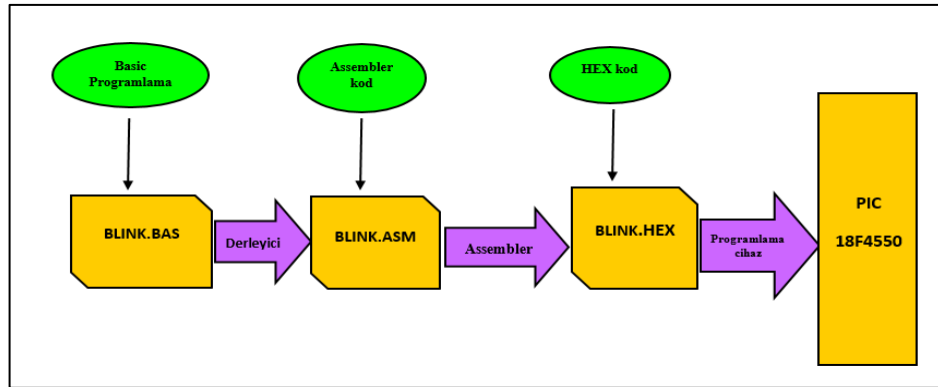 Basic
Programlama
Assembler
kod
HEX kod
BLINK.BAS
Derleyici
BLINK.ASM
Assembler
BLINK.HEX
Programlama
cihaz
PIC
18F4550